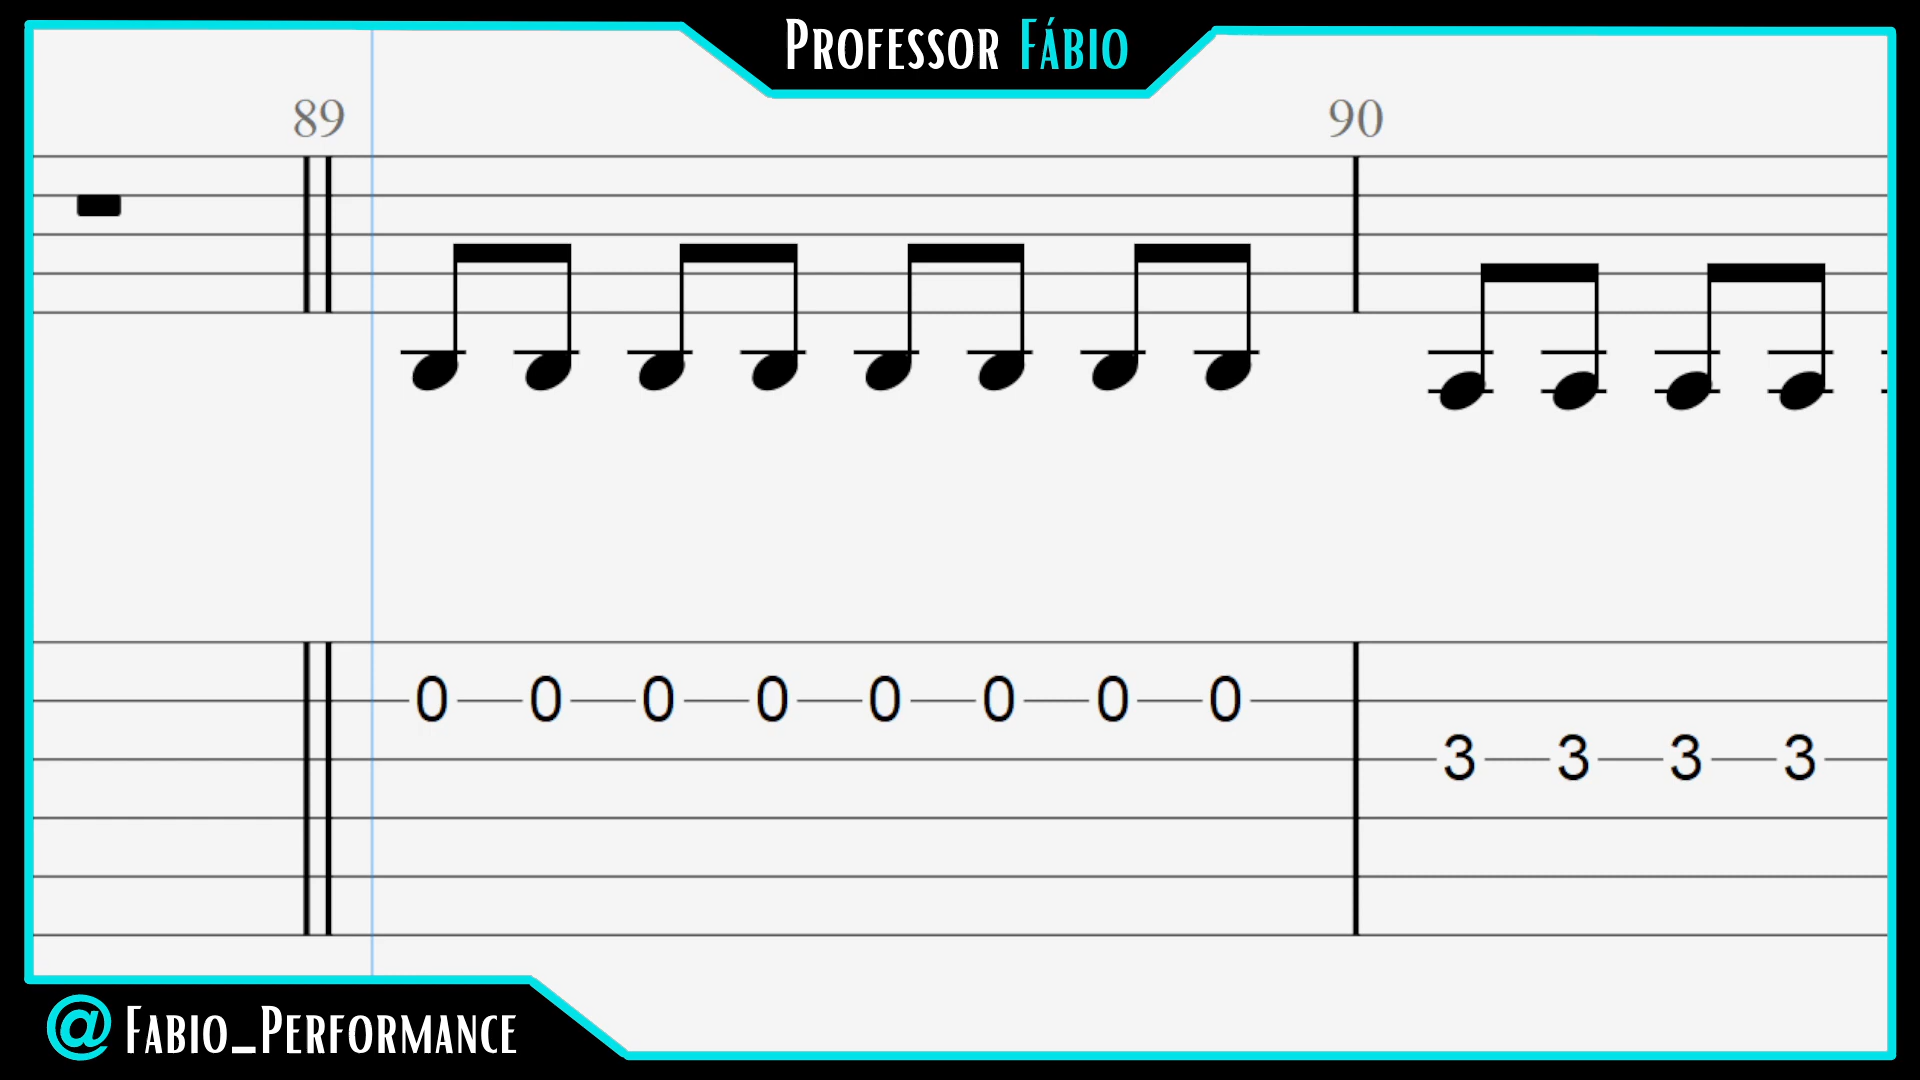 Professor Fábio
89 90
0 0 0 0 0 0 0 0
3 3 3 3
@ Fabio_Performance